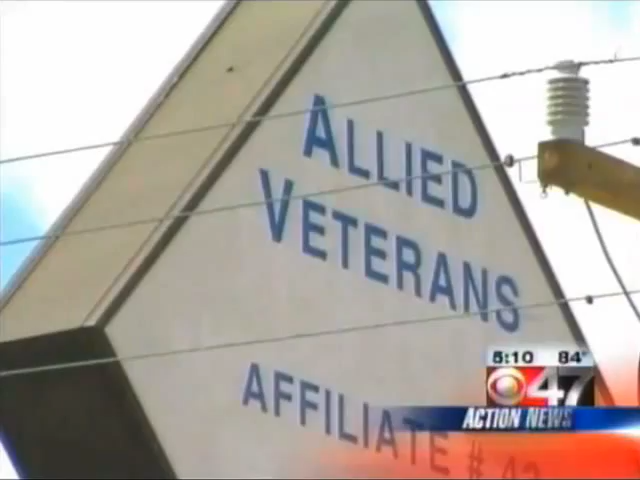 ALLIED
VETERANS
AFFILIATE #
5:10 84°
47
ACTION NEWS